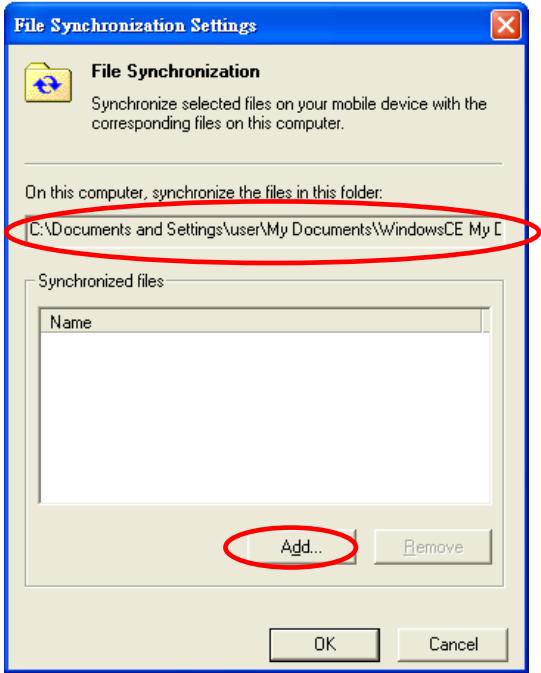 File Synchronization Settings
File Synchronization
Synchronize selected files on your mobile device with the
corresponding files on this computer.
On this computer, synchronize the files in this folder:
C:\Documents and Settings\user\My Documents\WindowsCE My D
Synchronized files
Name
Add...
Remove
OK
Cancel